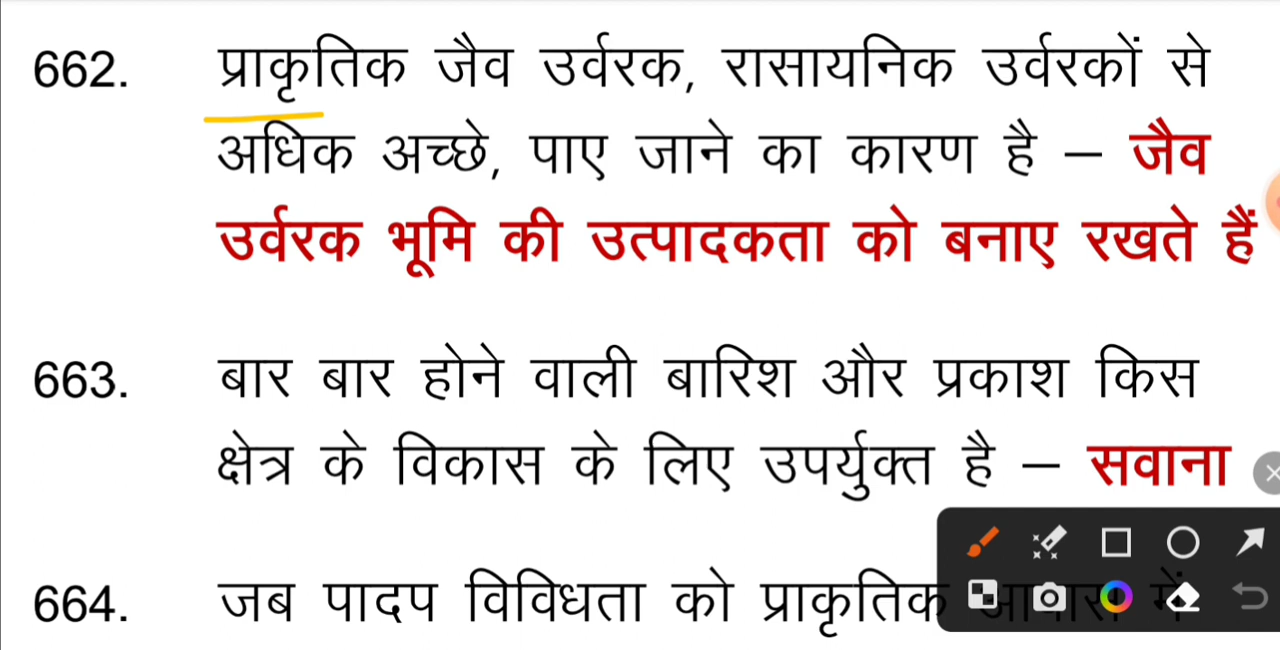 662. प्राकृतिक जैव उर्वरक, रासायनिक उर्वरकों से
अधिक अच्छे, पाए जाने का कारण है – जैव
उर्वरक भूमि की उत्पादकता को बनाए रखते हैं
663. बार बार होने वाली बारिश और प्रकाश किस
क्षेत्र के विकास के लिए उपर्युक्त है – सवाना
664. जब पादप विविधता को प्राकृतिक